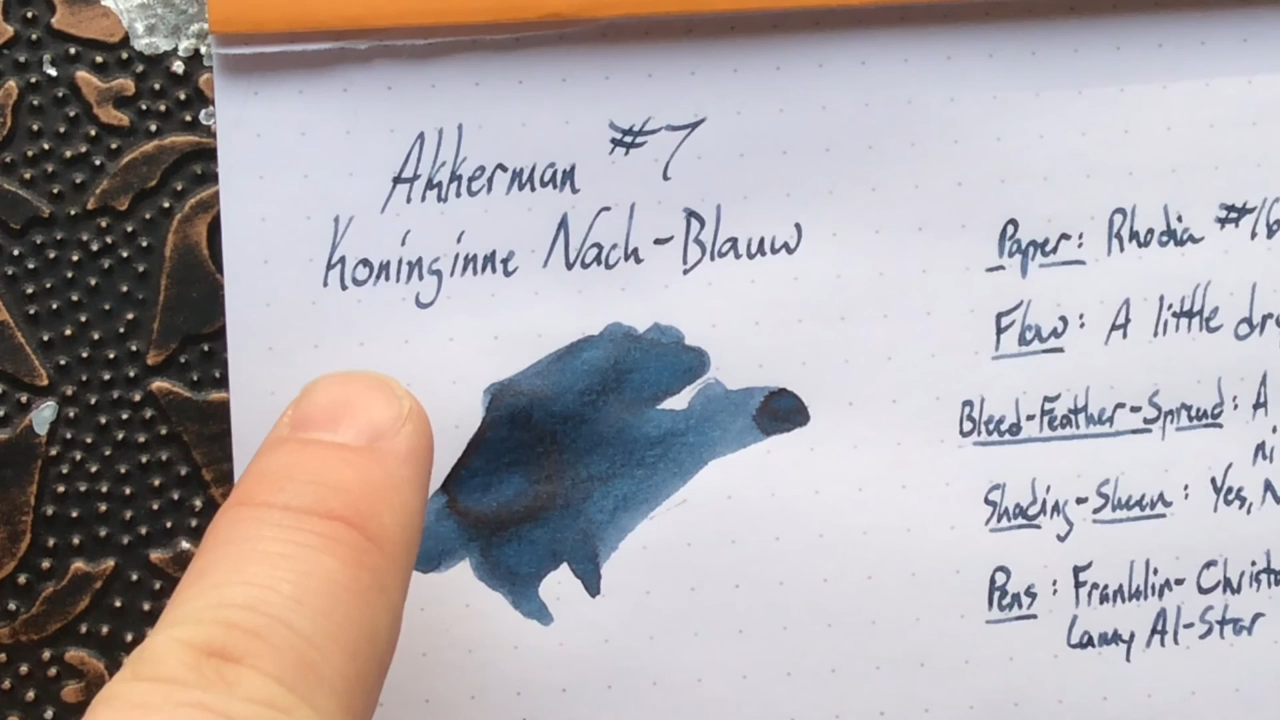 Akkerman #7
Koninginne Nach-Blauw
Paper: Rhodia #16
Flow: A little
Bleed-Feather-Spread: A
Shading-Sheen: Yes,
Pens: Franklin-
Lamy Al-Star